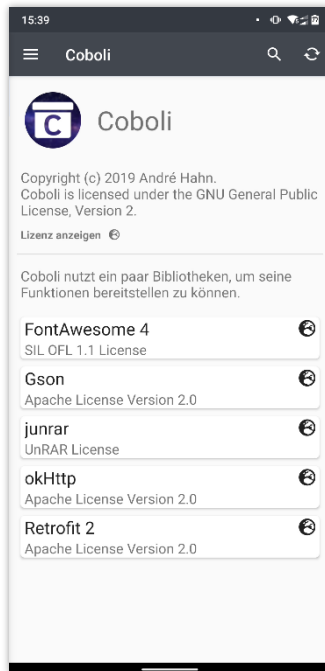 15:39
Coboli
C
Coboli
Copyright (c) 2019 André Hahn.
Coboli is licensed under the GNU General Public
License, Version 2.
Lizenz anzeigen
Coboli nutzt ein paar Bibliotheken, um seine
Funktionen bereitstellen zu können.
FontAwesome 4
SIL OFL 1.1 License
Gson
Apache License Version 2.0
junrar
UnRAR License
okHttp
Apache License Version 2.0
Retrofit 2
Apache License Version 2.0